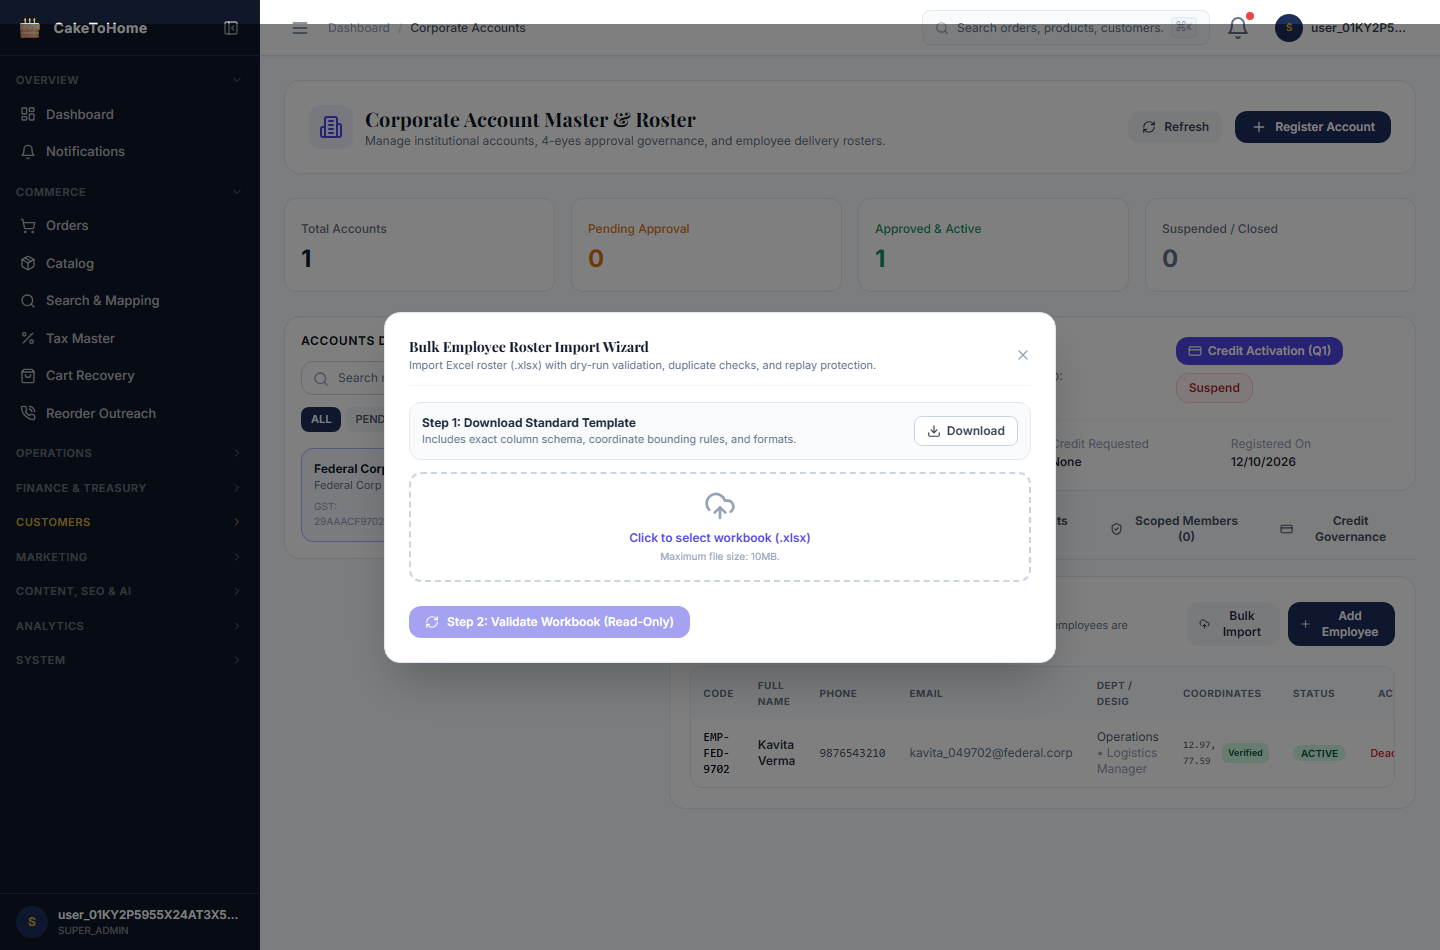 CakeToHome
OVERVIEW
Dashboard
Notifications
COMMERCE
Orders
Catalog
Search & Mapping
Tax Master
Cart Recovery
Reorder Outreach
OPERATIONS
FINANCE & TREASURY
CUSTOMERS
MARKETING
CONTENT, SEO & AI
ANALYTICS
SYSTEM
S
user_01KY2P5955X24AT3X5...
SUPER_ADMIN
Dashboard / Corporate Accounts
Search orders, products, customers. ⌘K
S
user_01KY2P5...
Corporate Account Master & Roster
Manage institutional accounts, 4-eyes approval governance, and employee delivery rosters.
Refresh
Register Account
Total Accounts
1
Pending Approval
0
Approved & Active
1
Suspended / Closed
0
ACCOUNTS D
Search
ALL
PEND
Federal Corp
Federal Corp
GST:
29AAACF9702
Credit Activation (Q1)
Suspend
Credit Requested
None
Registered On
12/10/2026
ts
Scoped Members
(0)
Credit
Governance
employees are
Bulk
Import
Add
Employee
Bulk Employee Roster Import Wizard
Import Excel roster (.xlsx) with dry-run validation, duplicate checks, and replay protection.
Step 1: Download Standard Template
Includes exact column schema, coordinate bounding rules, and formats.
Download
Click to select workbook (.xlsx)
Maximum file size: 10MB.
Step 2: Validate Workbook (Read-Only)
CODE
FULL
NAME
PHONE
EMAIL
DEPT /
DESIG
COORDINATES
STATUS
AC
EMP-
FED-
9702
Kavita
Verma
9876543210
kavita_049702@federal.corp
Operations
• Logistics
Manager
12.97,
77.59
Verified
ACTIVE
Deac